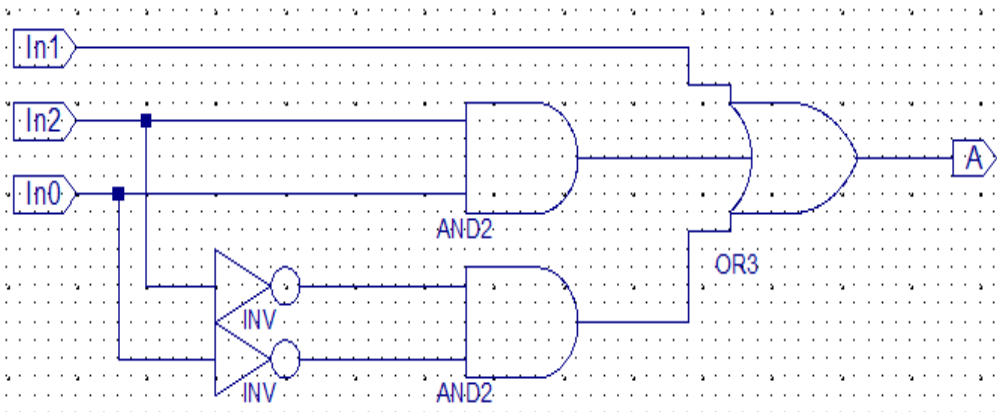 In1
In2
In0
A
AND2
OR3
INV
INV
AND2